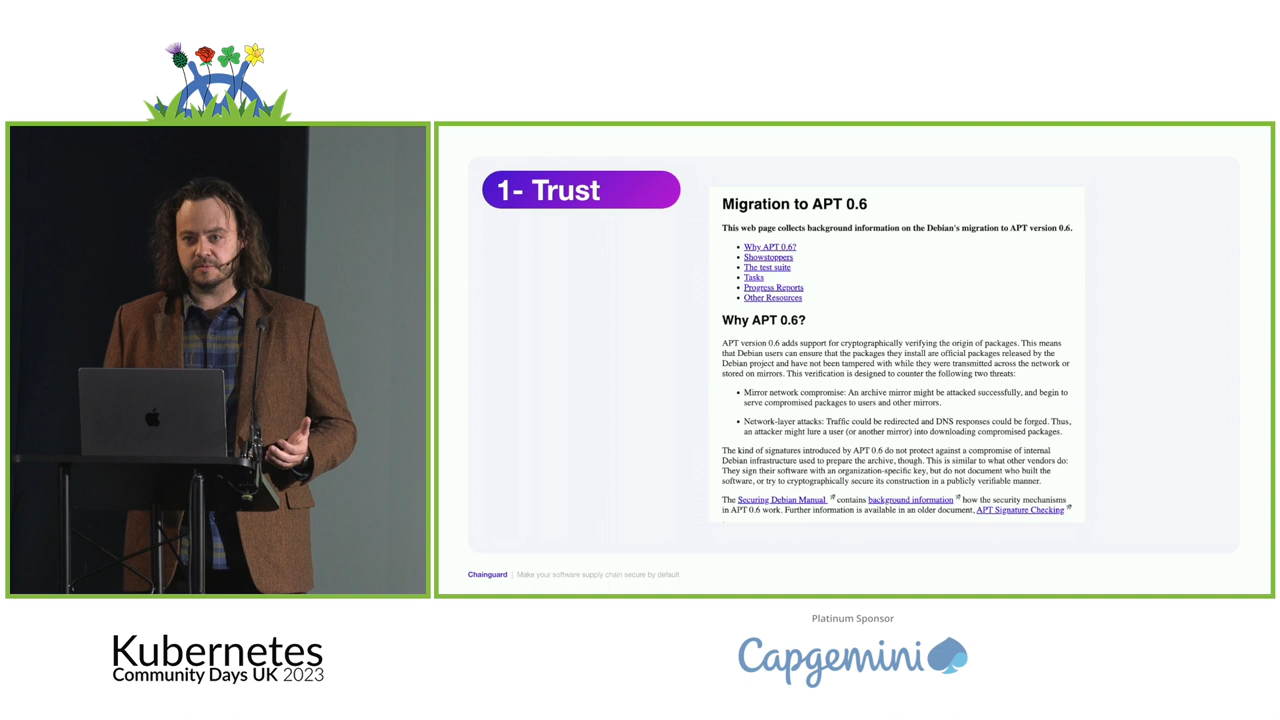 1- Trust
Migration to APT 0.6
This web page collects background information on the Debian's migration to APT version 0.6.
Why APT 0.6?
Showstoppers
The test suite
Tasks
Progress Reports
Other Resources
Why APT 0.6?
APT version 0.6 adds support for cryptographically verifying the origin of packages. This means
that Debian users can ensure that the packages they install are official packages released by the
Debian project and have not been tampered with while they were transmitted across the network or
stored on mirrors. This verification is designed to counter the following two threats:
Mirror network compromise: An archive mirror might be attacked successfully, and begin to
serve compromised packages to users and other mirrors.
Network-layer attacks: Traffic could be redirected and DNS responses could be forged. Thus,
an attacker might lure a user (or another mirror) into downloading compromised packages.
The kind of signatures introduced by APT 0.6 do not protect against a compromise of internal
Debian infrastructure used to prepare the archive, though. This is similar to what other vendors do:
They sign their software with an organization-specific key, but do not document who built the
software, or try to cryptographically secure its construction in a publicly verifiable manner.
The Securing Debian Manual contains background information how the security mechanisms
in APT 0.6 work. Further information is available in an older document, APT Signature Checking
Chainguard | Make your software supply chain secure by default
Platinum Sponsor
Kubernetes
Community Days UK 2023
Capgemini